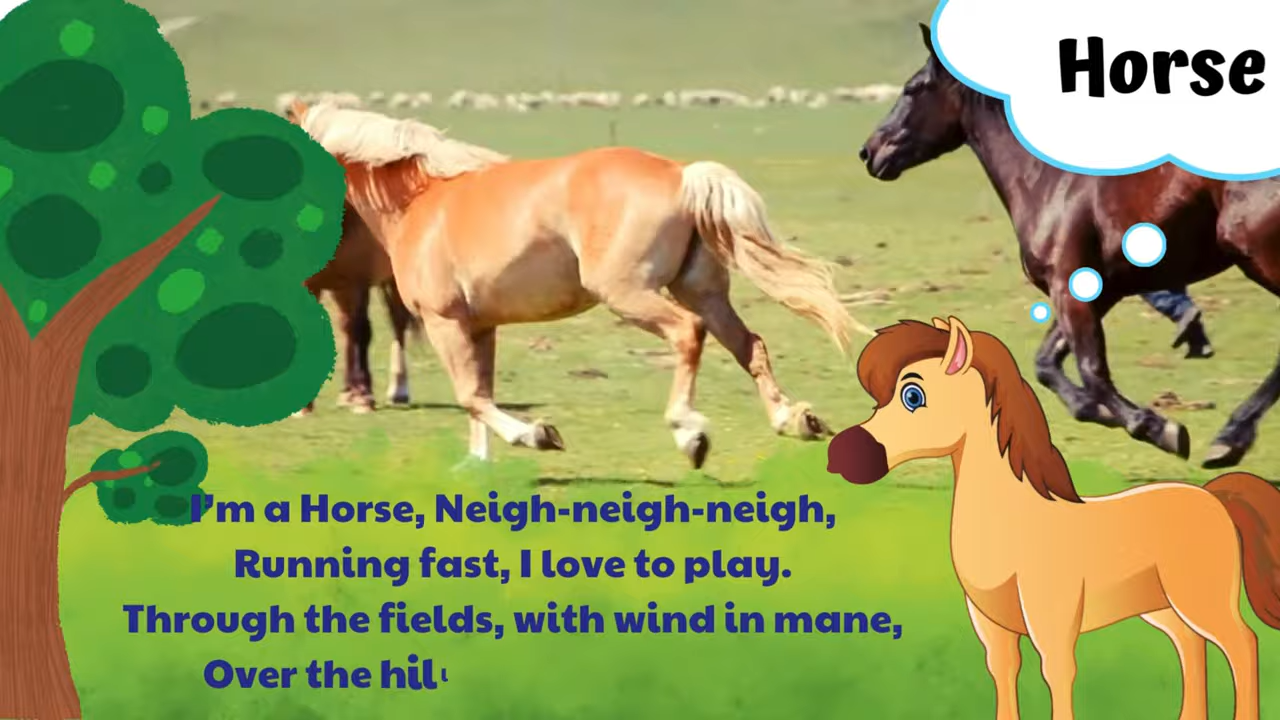 Horse
I'm a Horse, Neigh-neigh-neigh,
Running fast, I love to play.
Through the fields, with wind in mane,
Over the hil